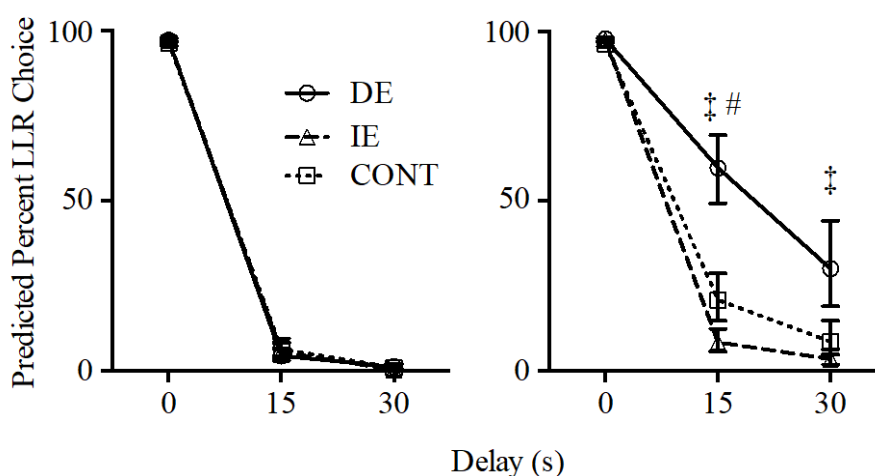 Predicted Percent LLR Choice
100
50
0
0 15 30
DE
IE
CONT
100
50
0
0 15 30
‡ #
‡
Delay (s)